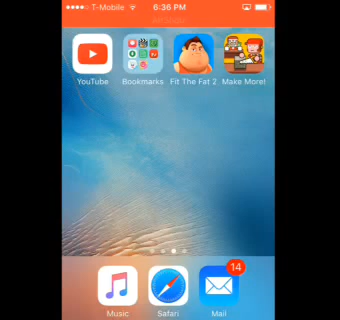 T-Mobile 6:36 PM
YouTube Bookmarks Fit The Fat 2 Make More!
14
Music Safari Mail